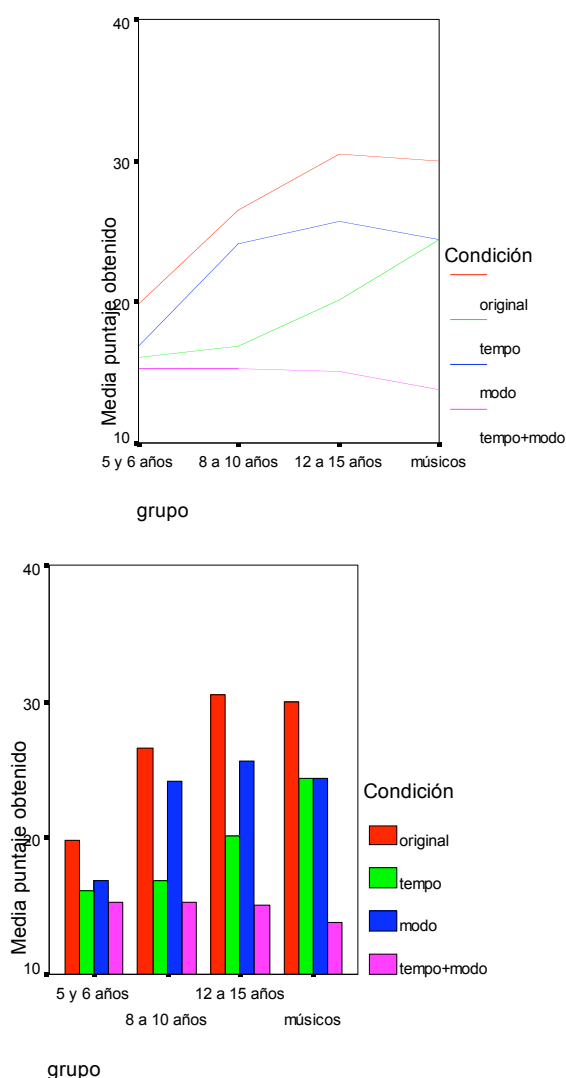 40
30
20
10
Media puntaje obtenido
5 y 6 años
8 a 10 años
12 a 15 años
músicos
grupo
Condición
original
tempo
modo
tempo+modo
40
30
20
10
Media puntaje obtenido
5 y 6 años
12 a 15 años
8 a 10 años
músicos
grupo
Condición
original
tempo
modo
tempo+modo